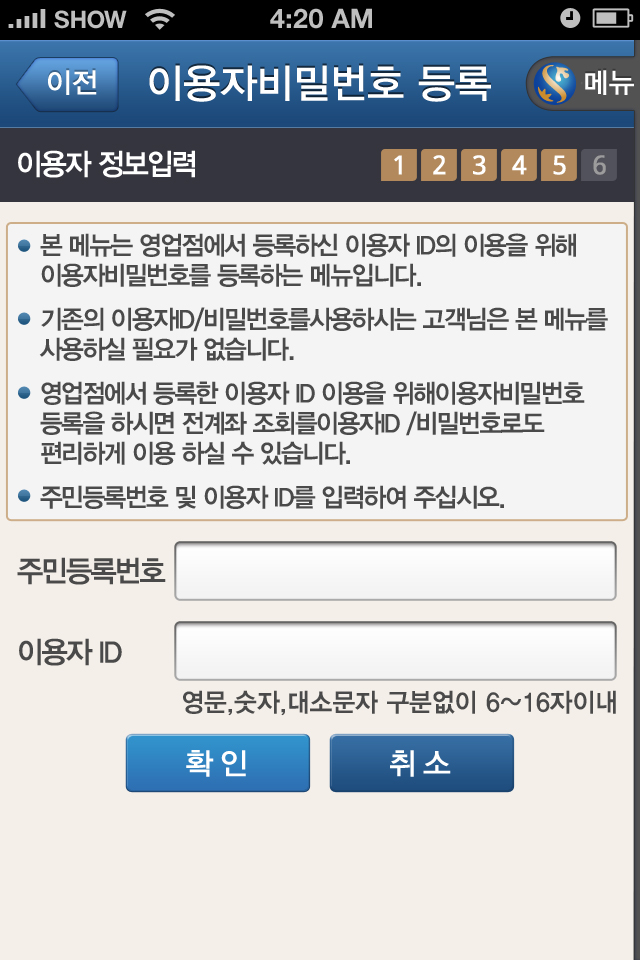 SHOW 4:20 AM
이전 이용자비밀번호 등록 메뉴
이용자 정보입력 1 2 3 4 5 6
본 메뉴는 영업점에서 등록하신 이용자 ID의 이용을 위해
이용자비밀번호를 등록하는 메뉴입니다.
기존의 이용자ID/비밀번호를사용하시는 고객님은 본 메뉴를
사용하실 필요가 없습니다.
영업점에서 등록한 이용자 ID 이용을 위해이용자비밀번호
등록을 하시면 전계좌 조회를이용자ID /비밀번호로도
편리하게 이용 하실 수 있습니다.
주민등록번호 및 이용자 ID를 입력하여 주십시오.
주민등록번호
이용자 ID
영문,숫자,대소문자 구분없이 6~16자이내
확인 취소